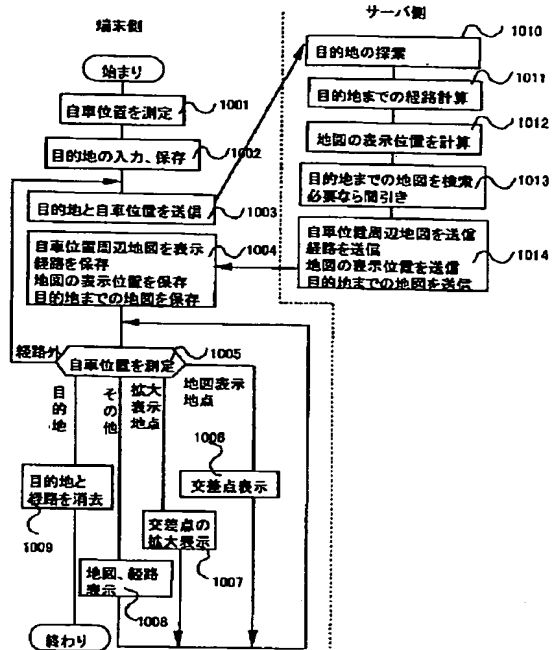 端末側
始まり
自車位置を測定
1001
目的地の入力、保存
1002
目的地と自車位置を送信
1003
自車位置周辺地図を表示
経路を保存
地図の表示位置を保存
目的地までの地図を保存
1004
経路外
自車位置を測定
1005
目的地
その他
拡大表示地点
地図表示地点
1006
交差点表示
目的地と
経路を消去
1009
交差点の
拡大表示
1007
地図、経路
表示
1008
終わり
サーバ側
1010
目的地の探索
1011
目的地までの経路計算
1012
地図の表示位置を計算
目的地までの地図を検索
必要なら間引き
1013
自車位置周辺地図を送信
経路を送信
地図の表示位置を送信
目的地までの地図を送信
1014